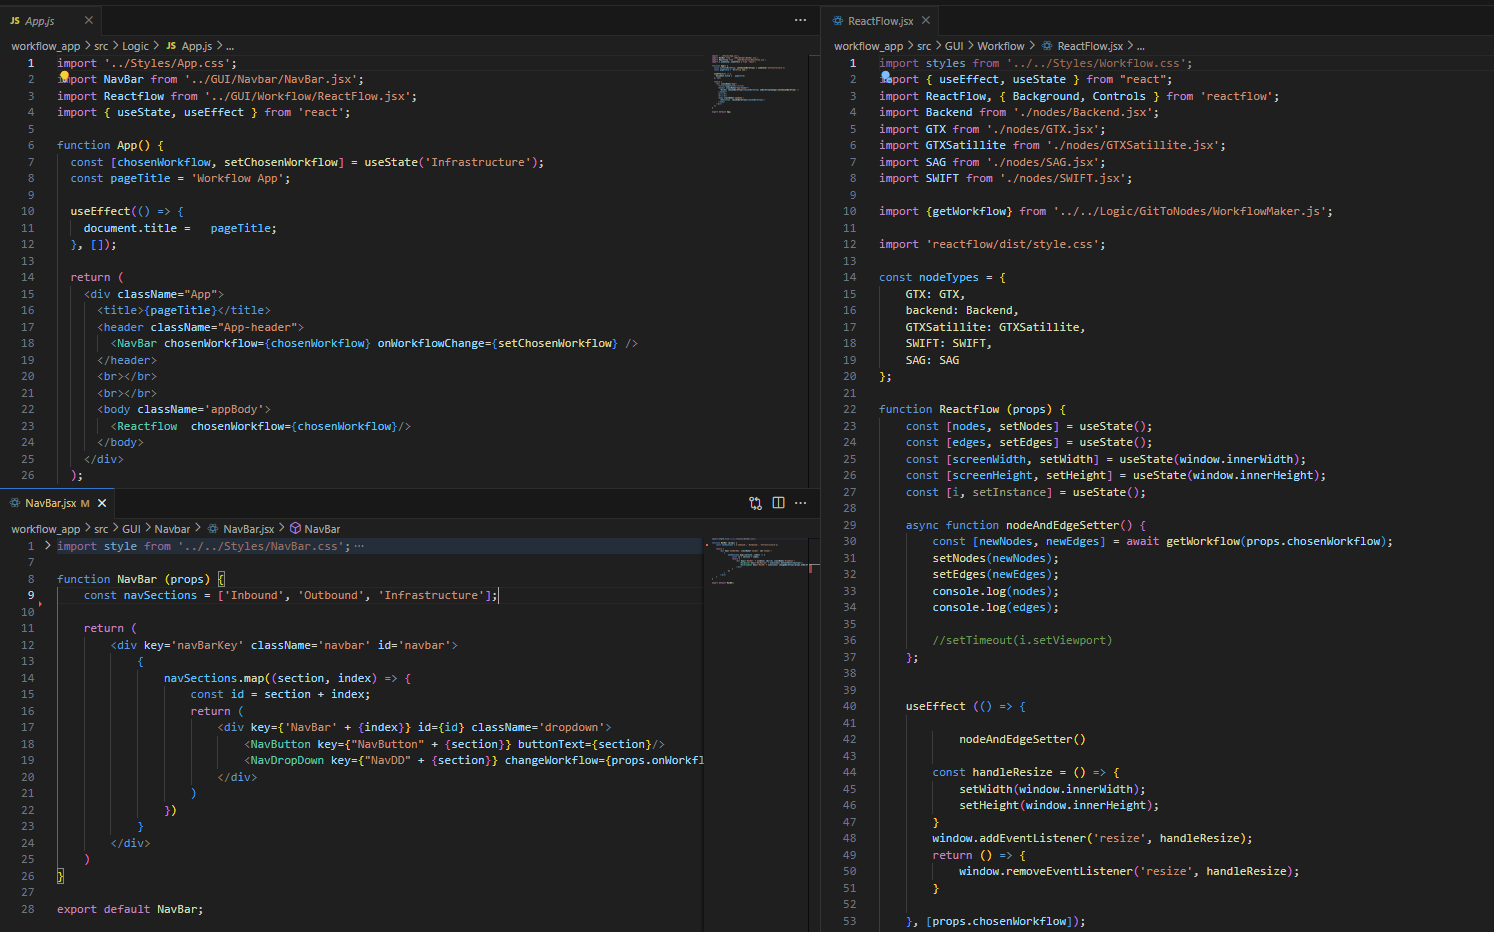 JS App.js
workflow_app > src > Logic > JS App.js > ...
1 import '../Styles/App.css';
2 import NavBar from '../GUI/Navbar/NavBar.jsx';
3 import Reactflow from '../GUI/Workflow/ReactFlow.jsx';
4 import { useState, useEffect } from 'react';
5
6 function App() {
7 const [chosenWorkflow, setChosenWorkflow] = useState('Infrastructure');
8 const pageTitle = 'Workflow App';
9
10 useEffect(() => {
11 document.title =   pageTitle;
12 }, []);
13
14 return (
15 <div className="App">
16 <title>{pageTitle}</title>
17 <header className="App-header">
18 <NavBar chosenWorkflow={chosenWorkflow} onWorkflowChange={setChosenWorkflow} />
19 </header>
20 <br></br>
21 <br></br>
22 <body className='appBody'>
23 <Reactflow  chosenWorkflow={chosenWorkflow}/>
24 </body>
25 </div>
26 );
NavBar.jsx M
workflow_app > src > GUI > Navbar > NavBar.jsx > NavBar
1 import style from '../../Styles/NavBar.css'; ...
7
8 function NavBar (props) {
9 const navSections = ['Inbound', 'Outbound', 'Infrastructure'];
10
11 return (
12 <div key='navBarKey' className='navbar' id='navbar'>
13 {
14 navSections.map((section, index) => {
15 const id = section + index;
16 return (
17 <div key={'NavBar' + {index}} id={id} className='dropdown'>
18 <NavButton key={"NavButton" + {section}} buttonText={section}/>
19 <NavDropDown key={"NavDD" + {section}} changeWorkflow={props.onWorkfl
20 </div>
21 )
22 })
23 }
24 </div>
25 )
26 }
27
28 export default NavBar;
ReactFlow.jsx
workflow_app > src > GUI > Workflow > ReactFlow.jsx > ...
1 import styles from '../../Styles/Workflow.css';
2 import { useEffect, useState } from "react";
3 import ReactFlow, { Background, Controls } from 'reactflow';
4 import Backend from './nodes/Backend.jsx';
5 import GTX from './nodes/GTX.jsx';
6 import GTXSatillite from './nodes/GTXSatillite.jsx';
7 import SAG from './nodes/SAG.jsx';
8 import SWIFT from './nodes/SWIFT.jsx';
9
10 import {getWorkflow} from '../../Logic/GitToNodes/WorkflowMaker.js';
11
12 import 'reactflow/dist/style.css';
13
14 const nodeTypes = {
15 GTX: GTX,
16 backend: Backend,
17 GTXSatillite: GTXSatillite,
18 SWIFT: SWIFT,
19 SAG: SAG
20 };
21
22 function Reactflow (props) {
23 const [nodes, setNodes] = useState();
24 const [edges, setEdges] = useState();
25 const [screenWidth, setWidth] = useState(window.innerWidth);
26 const [screenHeight, setHeight] = useState(window.innerHeight);
27 const [i, setInstance] = useState();
28
29 async function nodeAndEdgeSetter() {
30 const [newNodes, newEdges] = await getWorkflow(props.chosenWorkflow);
31 setNodes(newNodes);
32 setEdges(newEdges);
33 console.log(nodes);
34 console.log(edges);
35
36 //setTimeout(i.setViewport)
37 };
38
39
40 useEffect (() => {
41
42 nodeAndEdgeSetter()
43
44 const handleResize = () => {
45 setWidth(window.innerWidth);
46 setHeight(window.innerHeight);
47 }
48 window.addEventListener('resize', handleResize);
49 return () => {
50 window.removeEventListener('resize', handleResize);
51 }
52
53 }, [props.chosenWorkflow]);